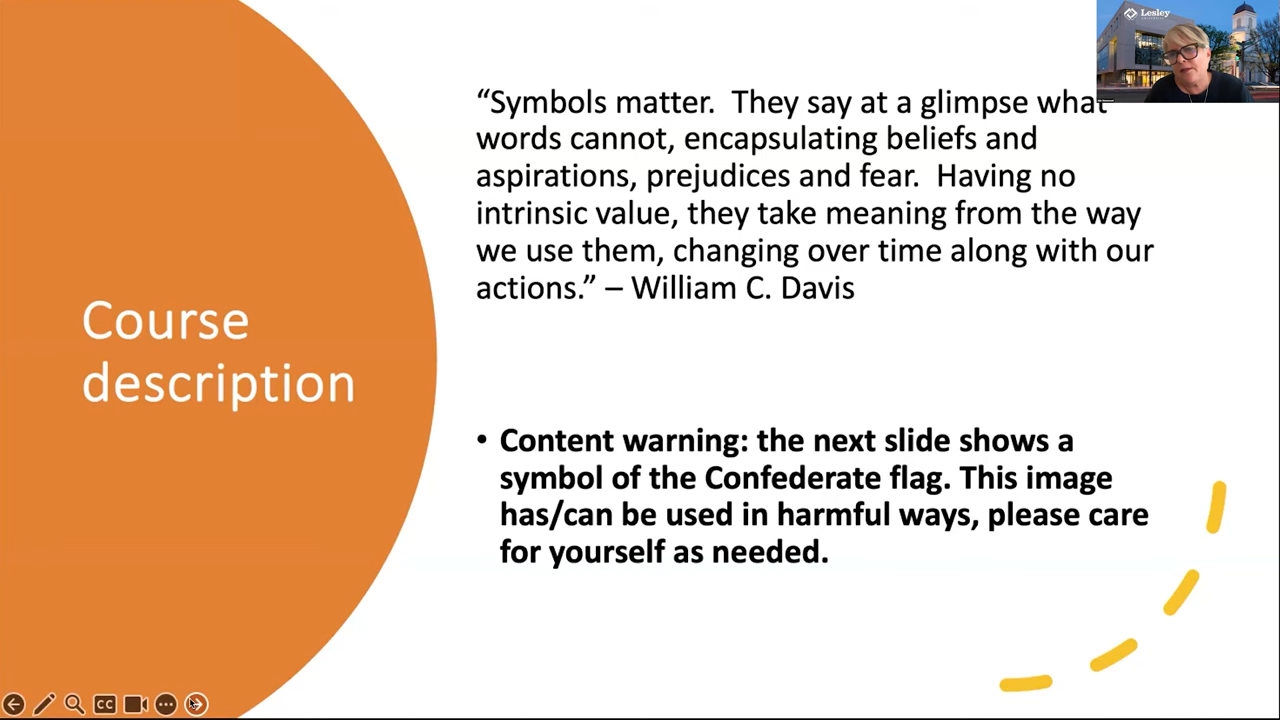 Lesley
UNIVERSITY
“Symbols matter.  They say at a glimpse what
words cannot, encapsulating beliefs and
aspirations, prejudices and fear.  Having no
intrinsic value, they take meaning from the way
we use them, changing over time along with our
actions.” – William C. Davis
Course
description
• Content warning: the next slide shows a
symbol of the Confederate flag. This image
has/can be used in harmful ways, please care
for yourself as needed.
CC